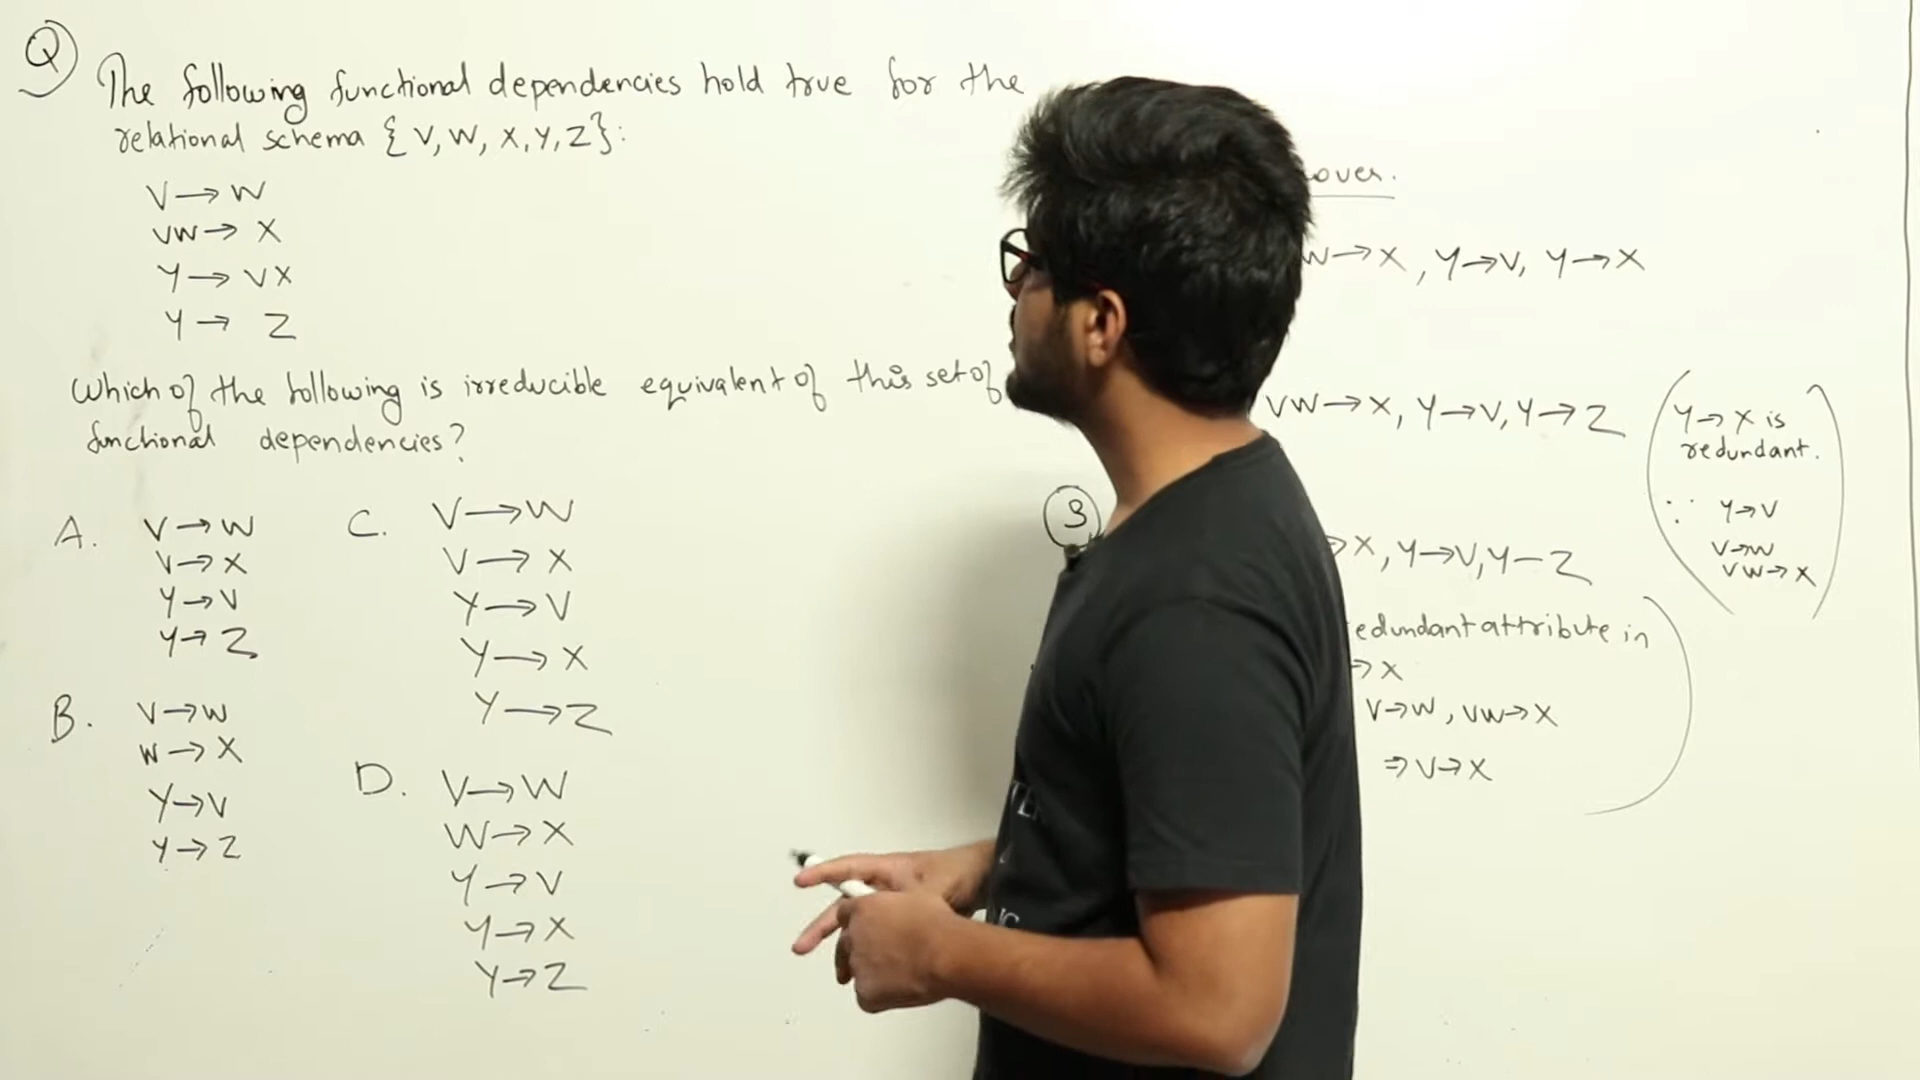 Q
The following functional dependencies hold true for the
relational schema { V, W, X, Y, Z }:
V → W
VW → X
Y → VX
Y → Z
Which of the following is irreducible equivalent of this set of
functional dependencies?
A. V → W
V → X
Y → V
Y → Z
B. V → W
W → X
Y → V
Y → Z
C. V → W
V → X
Y → V
Y → X
Y → Z
D. V → W
W → X
Y → V
Y → X
Y → Z
over.
W → X, Y → V, Y → X
VW → X, Y → V, Y → Z
Y → X is
redundant.
∵ Y → V
V → W
VW → X
3
→ X, Y → V, Y — Z
attribute in
→ X
V → W, VW → X
⇒ V → X